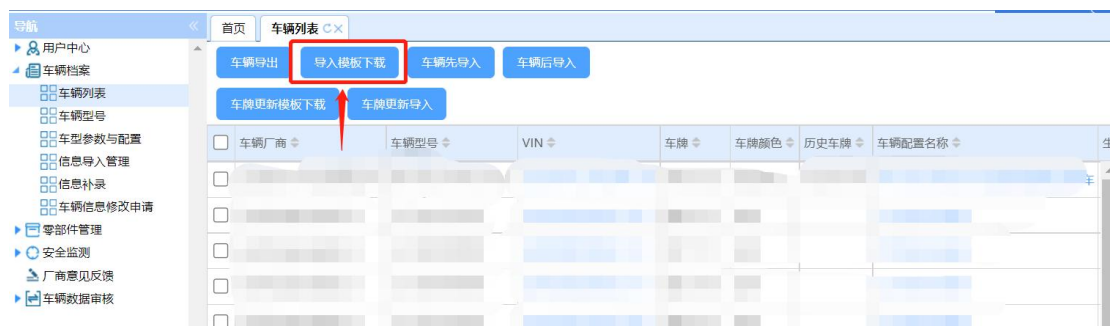 导航
首页 车辆列表
用户中心
车辆档案
车辆列表
车辆型号
车型参数与配置
信息导入管理
信息补录
车辆信息修改申请
零部件管理
安全监测
厂商意见反馈
车辆数据审核
车辆导出 导入模板下载 车辆先导入 车辆后导入
车牌更新模板下载 车牌更新导入
车辆厂商 车辆型号 VIN 车牌 车牌颜色 历史车牌 车辆配置名称
车